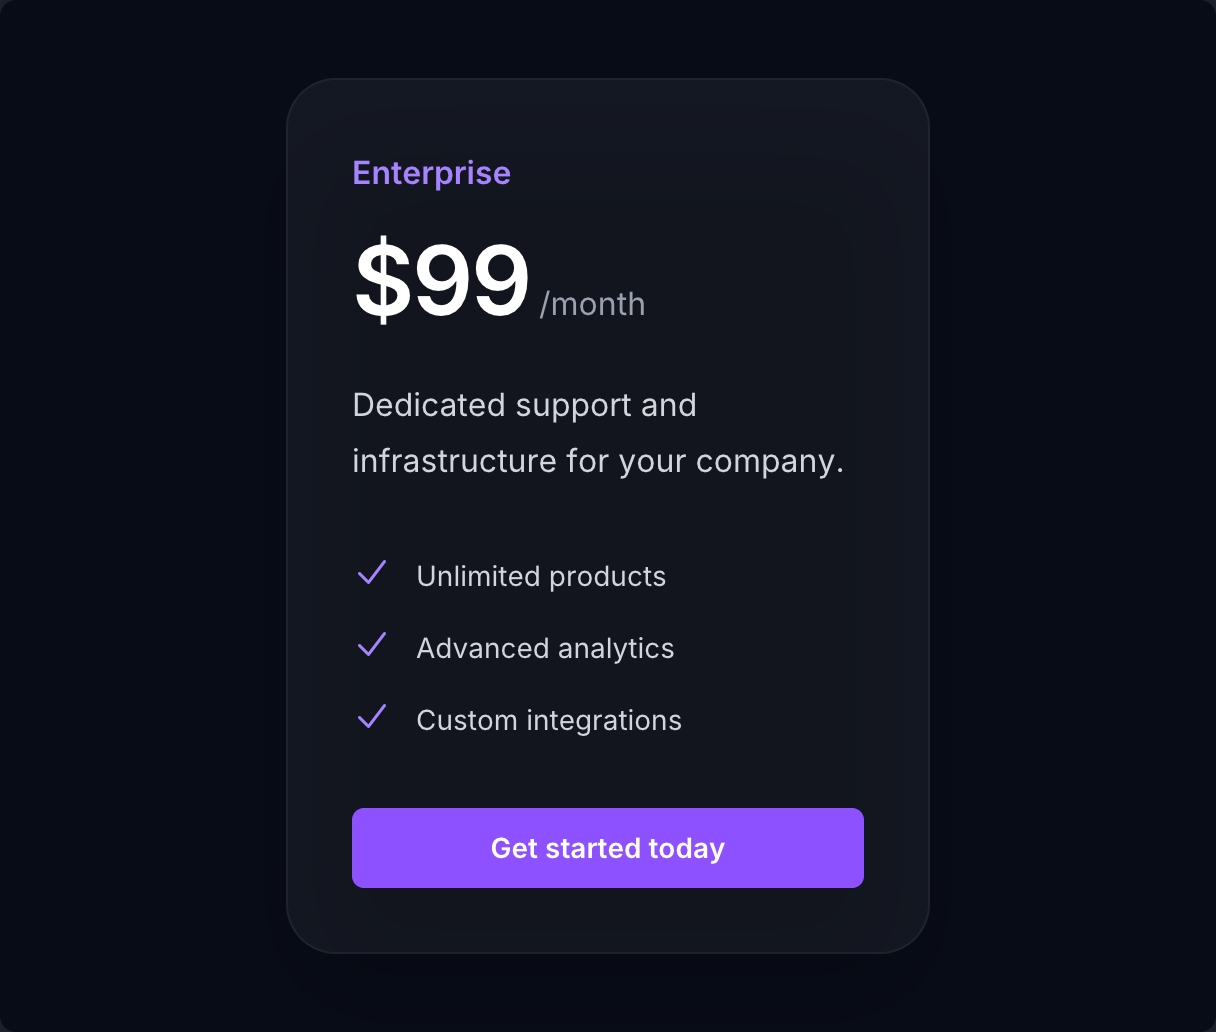 Enterprise
$99 /month
Dedicated support and
infrastructure for your company.
Unlimited products
Advanced analytics
Custom integrations
Get started today